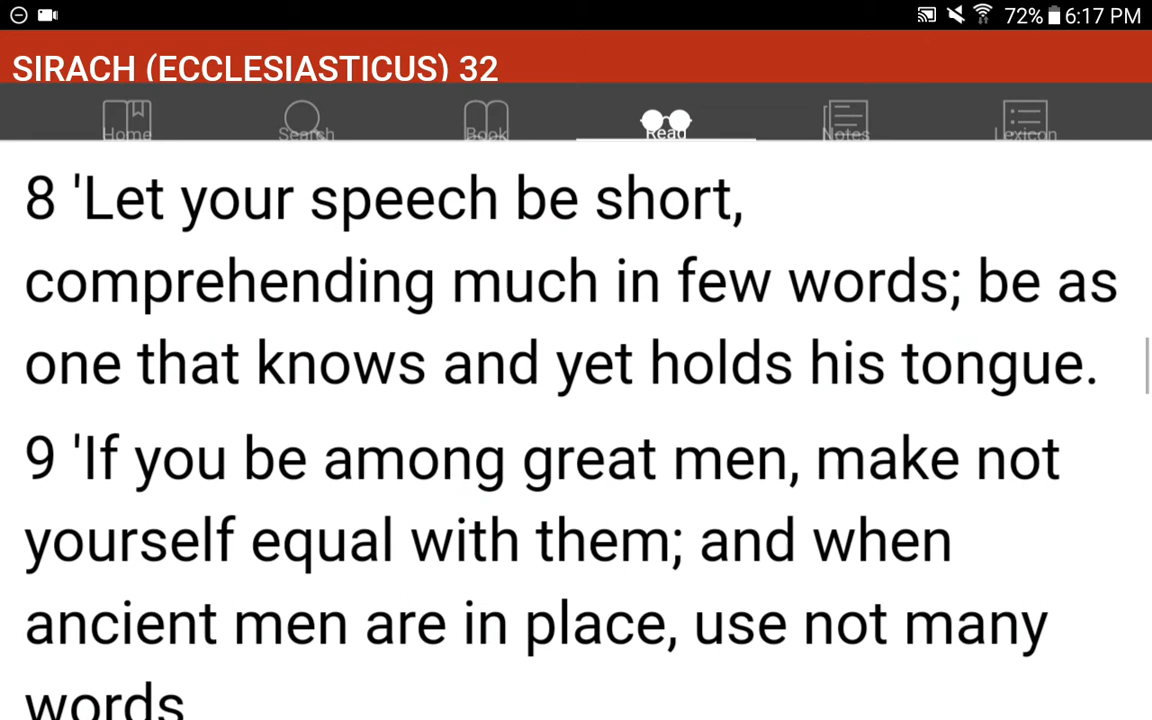 72% 6:17 PM
SIRACH (ECCLESIASTICUS) 32
Home Search Book Read Notes Lexicon
8 'Let your speech be short,
comprehending much in few words; be as
one that knows and yet holds his tongue.
9 'If you be among great men, make not
yourself equal with them; and when
ancient men are in place, use not many
words